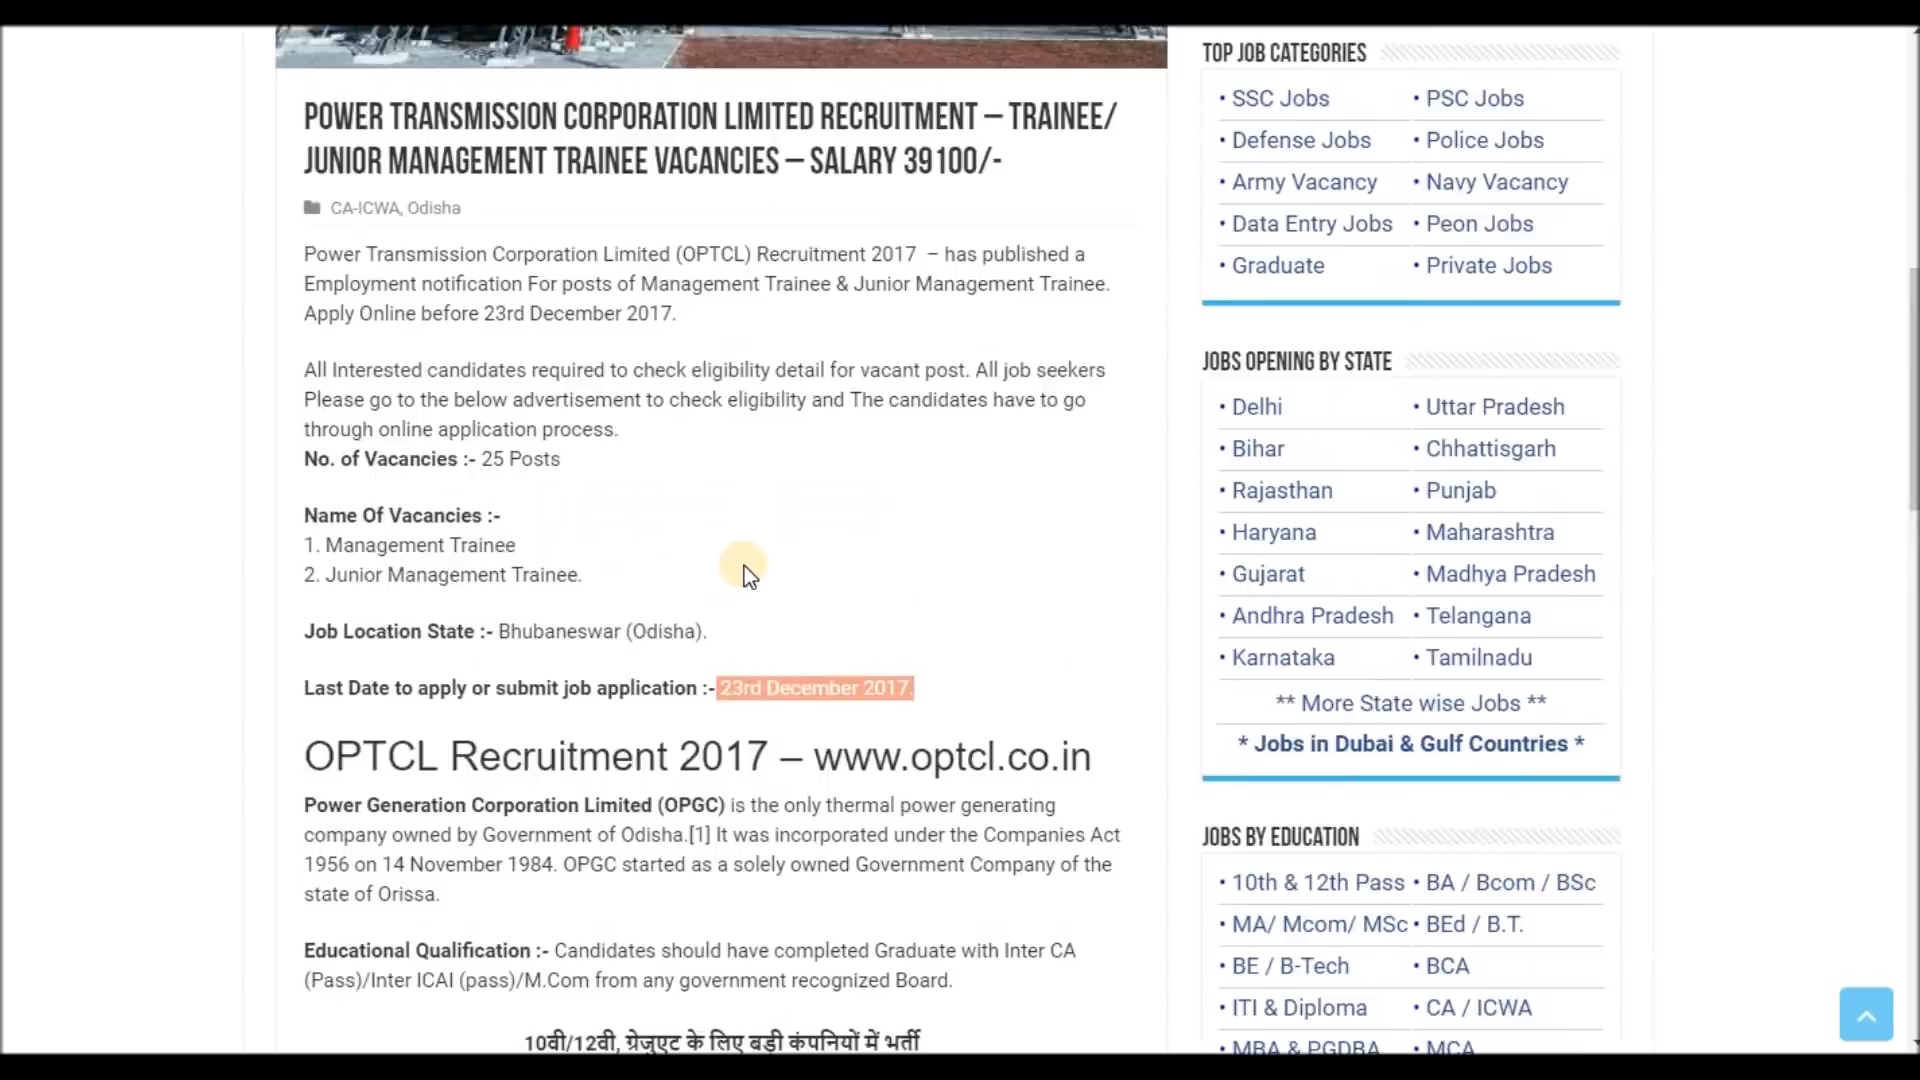 POWER TRANSMISSION CORPORATION LIMITED RECRUITMENT – TRAINEE/
JUNIOR MANAGEMENT TRAINEE VACANCIES – SALARY 39100/-
CA-ICWA, Odisha
Power Transmission Corporation Limited (OPTCL) Recruitment 2017 – has published a
Employment notification For posts of Management Trainee & Junior Management Trainee.
Apply Online before 23rd December 2017.
All Interested candidates required to check eligibility detail for vacant post. All job seekers
Please go to the below advertisement to check eligibility and The candidates have to go
through online application process.
No. of Vacancies :- 25 Posts
Name Of Vacancies :-
1. Management Trainee
2. Junior Management Trainee.
Job Location State :- Bhubaneswar (Odisha).
Last Date to apply or submit job application :- 23rd December 2017.
OPTCL Recruitment 2017 – www.optcl.co.in
Power Generation Corporation Limited (OPGC) is the only thermal power generating
company owned by Government of Odisha.[1] It was incorporated under the Companies Act
1956 on 14 November 1984. OPGC started as a solely owned Government Company of the
state of Orissa.
Educational Qualification :- Candidates should have completed Graduate with Inter CA
(Pass)/Inter ICAI (pass)/M.Com from any government recognized Board.
10वी/12वी, ग्रेजुएट के लिए बड़ी कंपनियों में भर्ती
TOP JOB CATEGORIES
• SSC Jobs • PSC Jobs
• Defense Jobs • Police Jobs
• Army Vacancy • Navy Vacancy
• Data Entry Jobs • Peon Jobs
• Graduate • Private Jobs
JOBS OPENING BY STATE
• Delhi • Uttar Pradesh
• Bihar • Chhattisgarh
• Rajasthan • Punjab
• Haryana • Maharashtra
• Gujarat • Madhya Pradesh
• Andhra Pradesh • Telangana
• Karnataka • Tamilnadu
** More State wise Jobs **
* Jobs in Dubai & Gulf Countries *
JOBS BY EDUCATION
• 10th & 12th Pass • BA / Bcom / BSc
• MA/ Mcom/ MSc • BEd / B.T.
• BE / B-Tech • BCA
• ITI & Diploma • CA / ICWA
• MBA & PGDBA • MCA